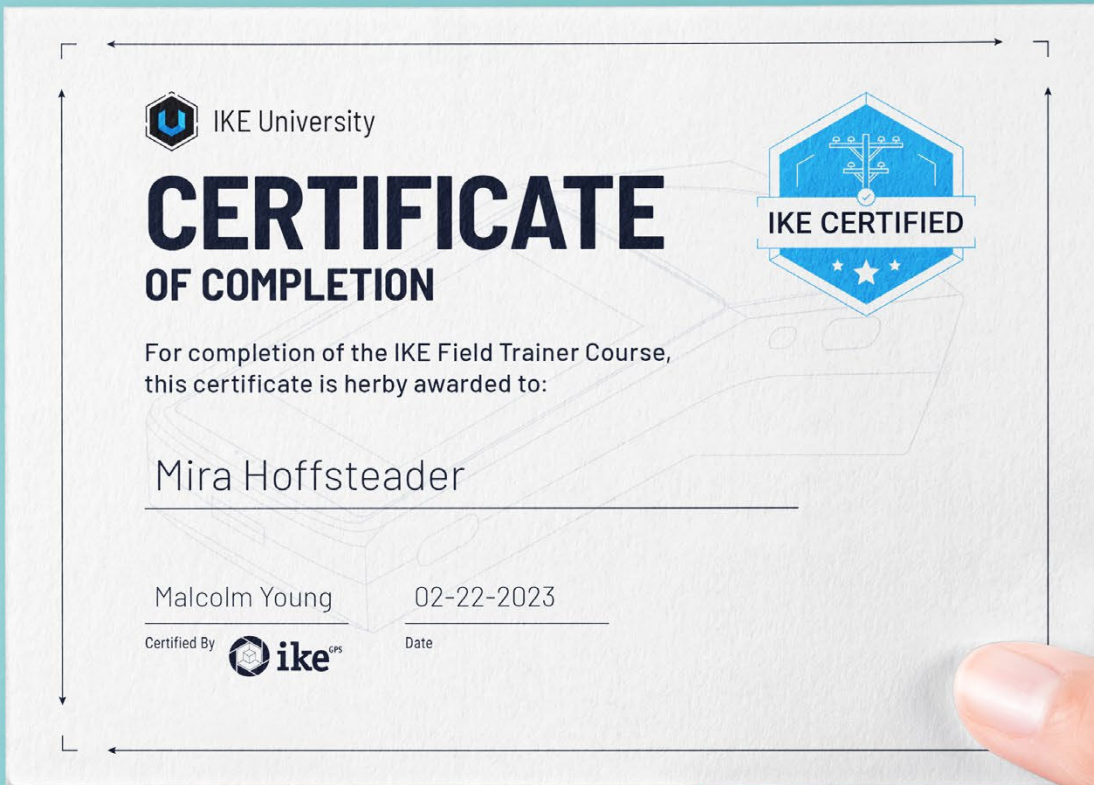 IKE University
CERTIFICATE
OF COMPLETION
IKE CERTIFIED
For completion of the IKE Field Trainer Course,
this certificate is herby awarded to:
Mira Hoffsteader
Malcolm Young
02-22-2023
Certified By
ike GPS
Date